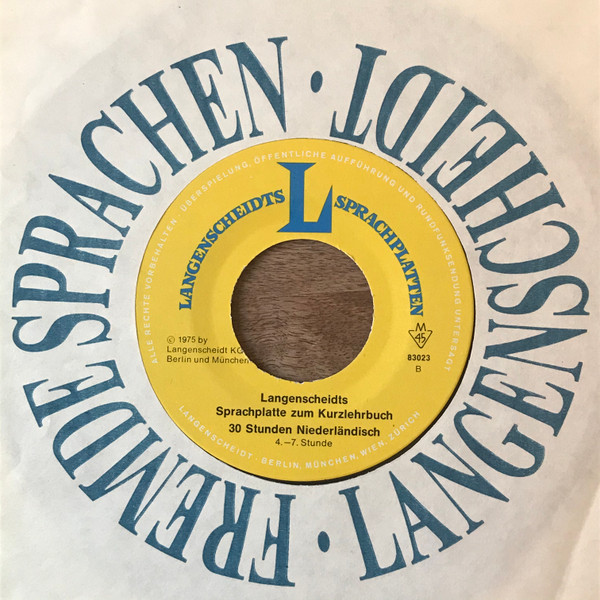 FREMDE SPRACHEN · LANGENSCHEIDT ·
ALLE RECHTE VORBEHALTEN · ÜBERSPIELUNG, ÖFFENTLICHE AUFFÜHRUNG UND RUNDFUNKSENDUNG UNTERSAGT
LANGENSCHEIDTS L SPRACHPLATTEN
© 1975 by
Langenscheidt KG
Berlin und München
M
45
83023
B
Langenscheidts
Sprachplatte zum Kurzlehrbuch
30 Stunden Niederländisch
4.–7. Stunde
LANGENSCHEIDT · BERLIN, MÜNCHEN, WIEN, ZÜRICH